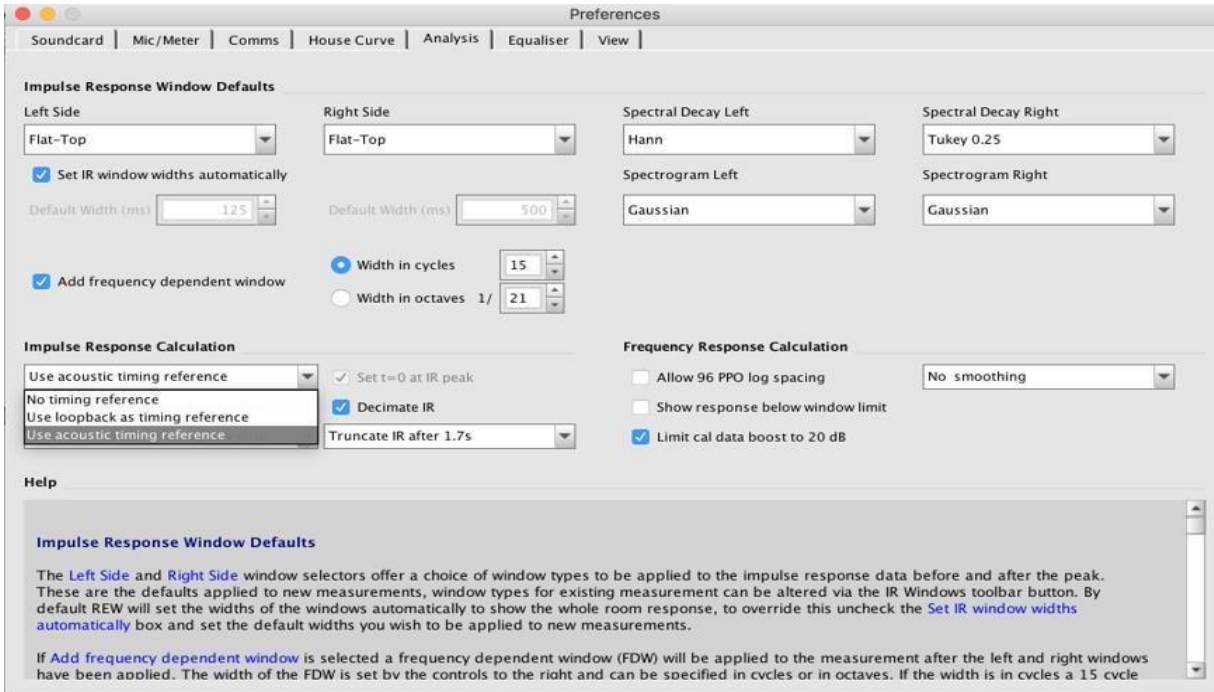 Preferences
Soundcard Mic/Meter Comms House Curve Analysis Equaliser View
Impulse Response Window Defaults
Left Side Right Side Spectral Decay Left Spectral Decay Right
Flat-Top Flat-Top Hann Tukey 0.25
Set IR window widths automatically Spectrogram Left Spectrogram Right
Default Width (ms) 125 Default Width (ms) 500 Gaussian Gaussian
Add frequency dependent window
Width in cycles 15
Width in octaves 1/ 21
Impulse Response Calculation Frequency Response Calculation
Use acoustic timing reference Set t=0 at IR peak Allow 96 PPO log spacing No smoothing
No timing reference
Use loopback as timing reference Decimate IR Show response below window limit
Use acoustic timing reference Truncate IR after 1.7s Limit cal data boost to 20 dB
Help
Impulse Response Window Defaults
The Left Side and Right Side window selectors offer a choice of window types to be applied to the impulse response data before and after the peak.
These are the defaults applied to new measurements, window types for existing measurement can be altered via the IR Windows toolbar button. By
default REW will set the widths of the windows automatically to show the whole room response, to override this uncheck the Set IR window widths
automatically box and set the default widths you wish to be applied to new measurements.
If Add frequency dependent window is selected a frequency dependent window (FDW) will be applied to the measurement after the left and right windows
have been applied. The width of the FDW is set by the controls to the right and can be specified in cycles or in octaves. If the width is in cycles a 15 cycle